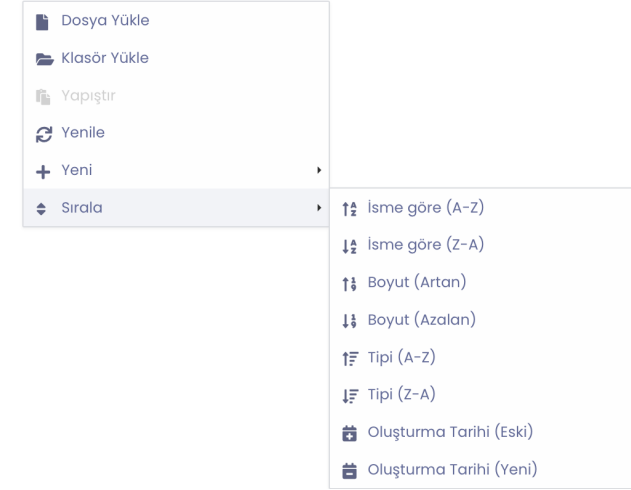 Dosya Yükle
Klasör Yükle
Yapıştır
Yenile
Yeni
Sırala
İsme göre (A-Z)
İsme göre (Z-A)
Boyut (Artan)
Boyut (Azalan)
Tipi (A-Z)
Tipi (Z-A)
Oluşturma Tarihi (Eski)
Oluşturma Tarihi (Yeni)